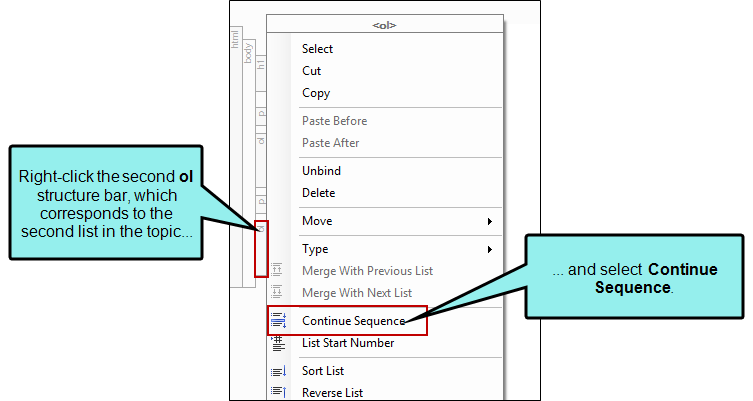 <ol>
html
body
h1
p
ol
p
ol
Select
Cut
Copy
Paste Before
Paste After
Unbind
Delete
Move
Type
Merge With Previous List
Merge With Next List
Continue Sequence
List Start Number
Sort List
Reverse List
Right-click the second ol
structure bar, which
corresponds to the
second list in the topic...
... and select Continue
Sequence.